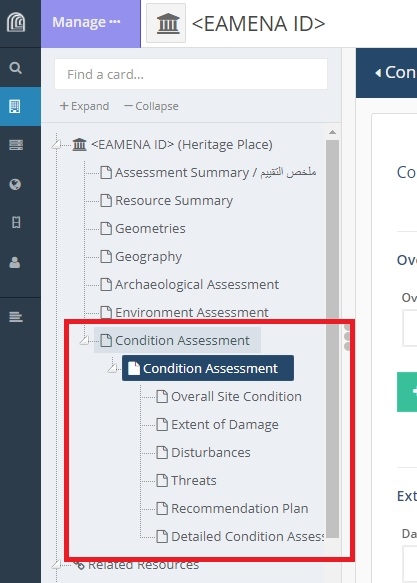 Manage
<EAMENA ID>
Find a card...
Expand
Collapse
<EAMENA ID> (Heritage Place)
Assessment Summary / ملخص التقييم
Resource Summary
Geometries
Geography
Archaeological Assessment
Environment Assessment
Condition Assessment
Condition Assessment
Overall Site Condition
Extent of Damage
Disturbances
Threats
Recommendation Plan
Detailed Condition Assess
Related Resources
Con
Co
Ove
Ov
Ext
Da